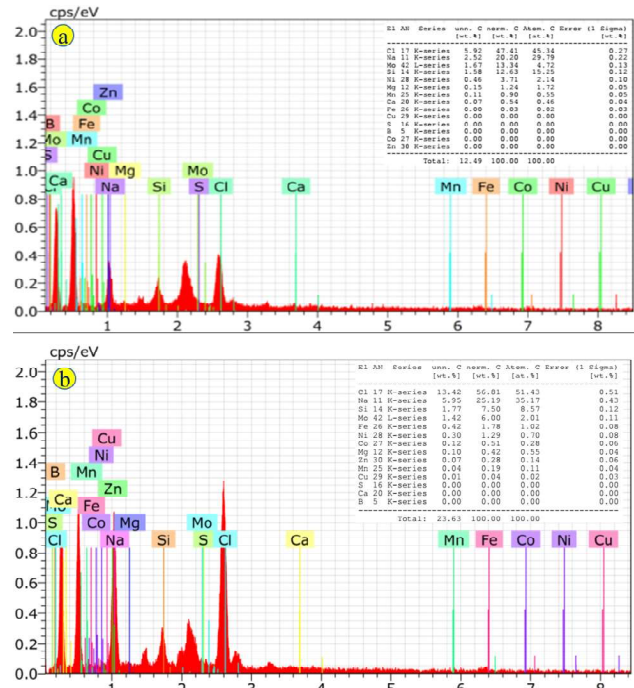 cps/eV
a
El AN Series unn. C norm. C Atom. C Error (1 Sigma)
[wt.%] [wt.%] [at.%] [wt.%]
Cl 17 K-series 5.92 47.41 45.34 0.27
Na 11 K-series 2.52 20.20 29.79 0.22
Mo 42 L-series 1.67 13.34 4.72 0.13
Si 14 K-series 1.58 12.63 15.25 0.12
Ni 28 K-series 0.46 3.71 2.14 0.10
Mg 12 K-series 0.15 1.24 1.72 0.05
Mn 25 K-series 0.11 0.90 0.55 0.05
Ca 20 K-series 0.07 0.54 0.46 0.04
Fe 26 K-series 0.00 0.03 0.02 0.03
Cu 29 K-series 0.00 0.00 0.00 0.00
S 16 K-series 0.00 0.00 0.00 0.00
B 5 K-series 0.00 0.00 0.00 0.00
Co 27 K-series 0.00 0.00 0.00 0.00
Zn 30 K-series 0.00 0.00 0.00 0.00
Total: 12.49 100.00 100.00
2.0
1.8
1.6
1.4
1.2
1.0
0.8
0.6
0.4
0.2
0.0
Zn
Co
B Fe
Mo Mn
S Cu
Ni Mg Mo
Ca Na Si S Cl Ca Mn Fe Co Ni Cu
1 2 3 4 5 6 7 8
cps/eV
b
El AN Series unn. C norm. C Atom. C Error (1 Sigma)
[wt.%] [wt.%] [at.%] [wt.%]
Cl 17 K-series 13.42 56.81 51.43 0.51
Na 11 K-series 5.95 25.19 35.17 0.43
Si 14 K-series 1.77 7.50 8.57 0.12
Mo 42 L-series 1.42 6.00 2.01 0.11
Fe 26 K-series 0.42 1.78 1.02 0.08
Ni 28 K-series 0.30 1.29 0.70 0.08
Co 27 K-series 0.12 0.51 0.28 0.06
Mg 12 K-series 0.10 0.42 0.55 0.04
Zn 30 K-series 0.07 0.28 0.14 0.06
Mn 25 K-series 0.04 0.19 0.11 0.04
Cu 29 K-series 0.01 0.04 0.02 0.03
S 16 K-series 0.00 0.00 0.00 0.00
Ca 20 K-series 0.00 0.00 0.00 0.00
B 5 K-series 0.00 0.00 0.00 0.00
Total: 23.63 100.00 100.00
2.0
1.8
1.6
1.4
1.2
1.0
0.8
0.6
0.4
0.2
0.0
Cu
Ni
B Mn
Zn
Ca Fe
Mo
S Co Mg Mo
Cl Na Si S Cl Ca Mn Fe Co Ni Cu
1 2 3 4 5 6 7 8